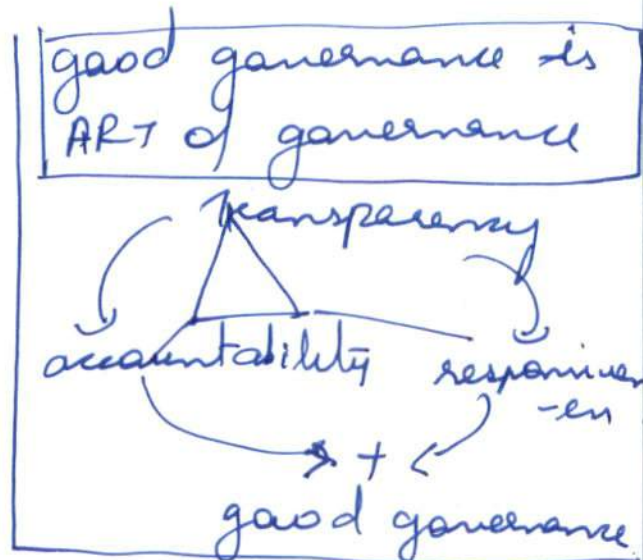 good governance is
ART of governance
Transparency
accountability responsiven
-ess
+
good governance